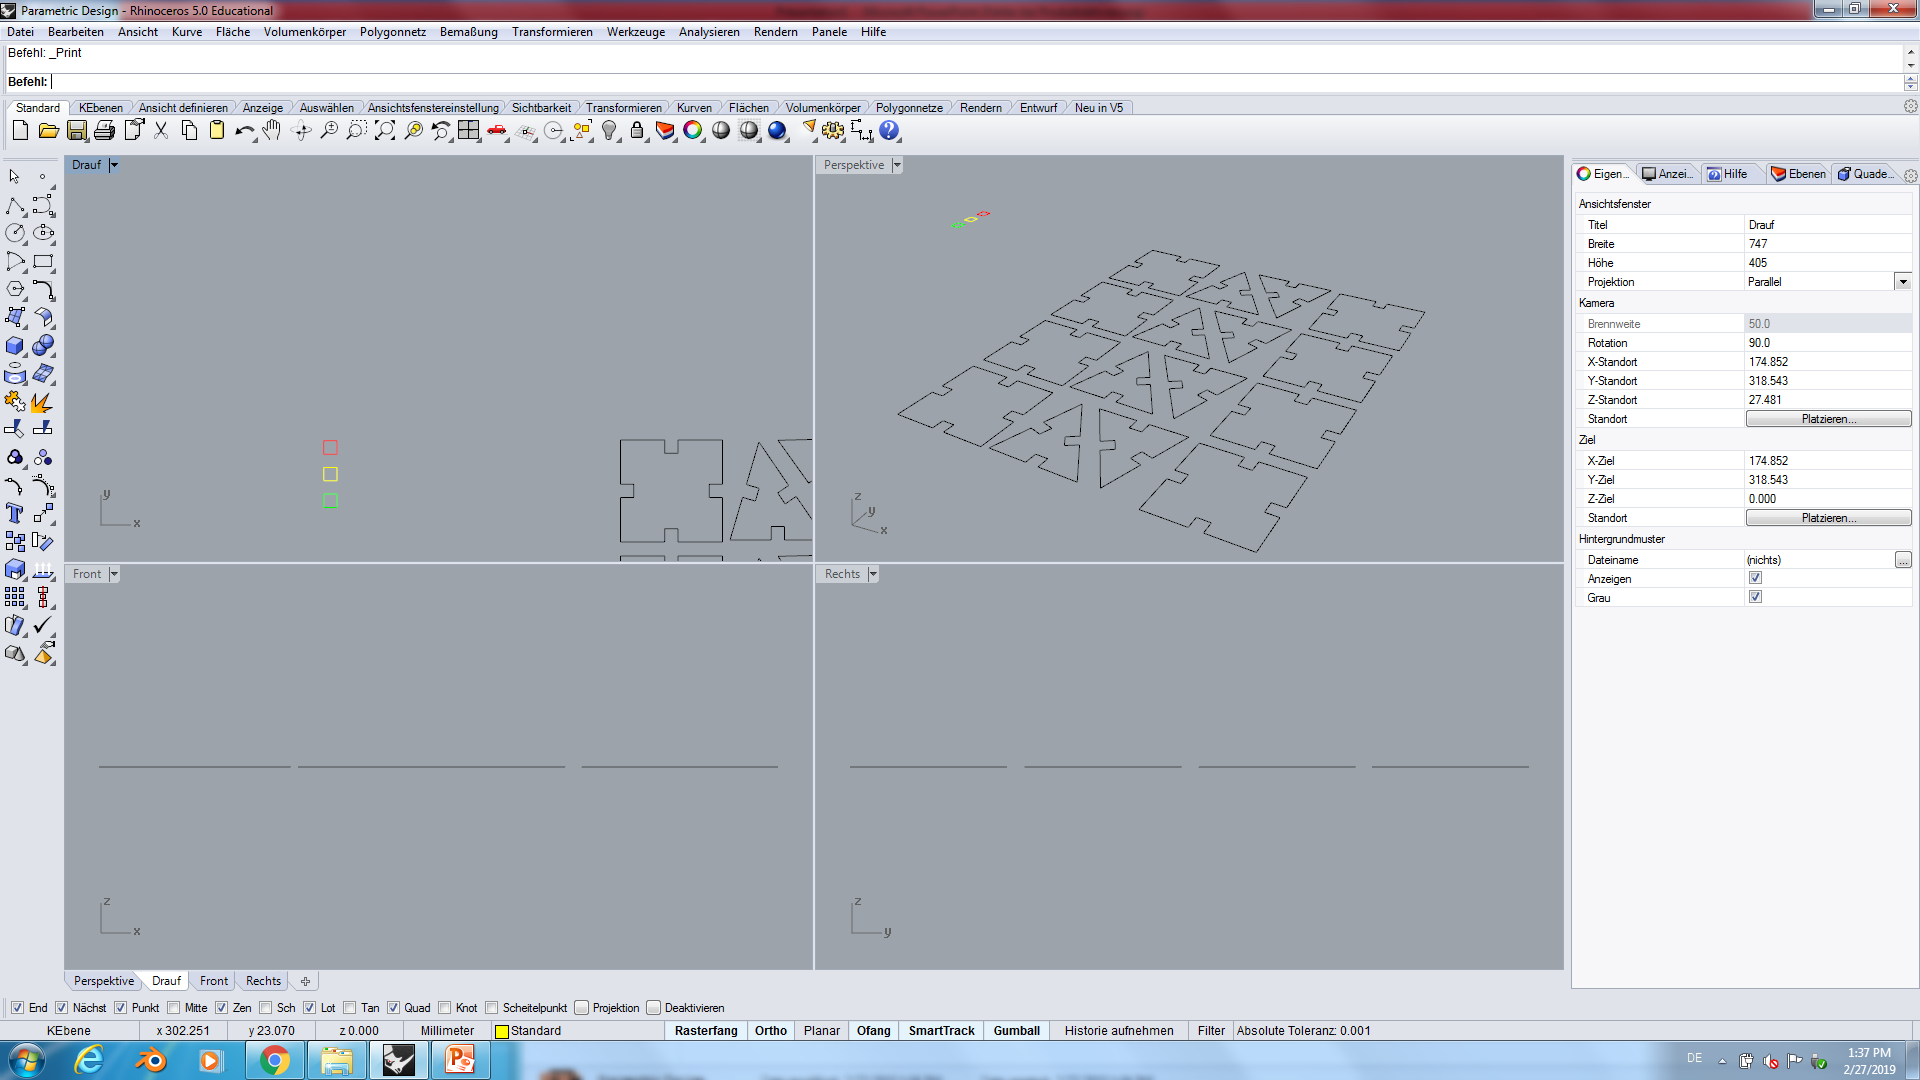 Parametric Design - Rhinoceros 5.0 Educational
Datei Bearbeiten Ansicht Kurve Fläche Volumenkörper Polygonnetz Bemaßung Transformieren Werkzeuge Analysieren Rendern Panele Hilfe
Befehl: _Print
Befehl:
Standard KEbenen Ansicht definieren Anzeige Auswählen Ansichtsfenstereinstellung Sichtbarkeit Transformieren Kurven Flächen Volumenkörper Polygonnetze Rendern Entwurf Neu in V5
Drauf
Perspektive
Eigen... Anzei... Hilfe Ebenen Quade...
Ansichtsfenster
Titel Drauf
Breite 747
Höhe 405
Projektion Parallel
Kamera
Brennweite 50.0
Rotation 90.0
X-Standort 174.852
Y-Standort 318.543
Z-Standort 27.481
Standort Platzieren...
Ziel
X-Ziel 174.852
Y-Ziel 318.543
Z-Ziel 0.000
Standort Platzieren...
Hintergrundmuster
Dateiname (nichts) ...
Anzeigen
Grau
y
x
z
y
x
Front
Rechts
z
x
z
y
Perspektive Drauf Front Rechts
End Nächst Punkt Mitte Zen Sch Lot Tan Quad Knot Scheitelpunkt Projektion Deaktivieren
KEbene x 302.251 y 23.070 z 0.000 Millimeter Standard Rasterfang Ortho Planar Ofang SmartTrack Gumball Historie aufnehmen Filter Absolute Toleranz: 0.001
DE
1:37 PM
2/27/2019